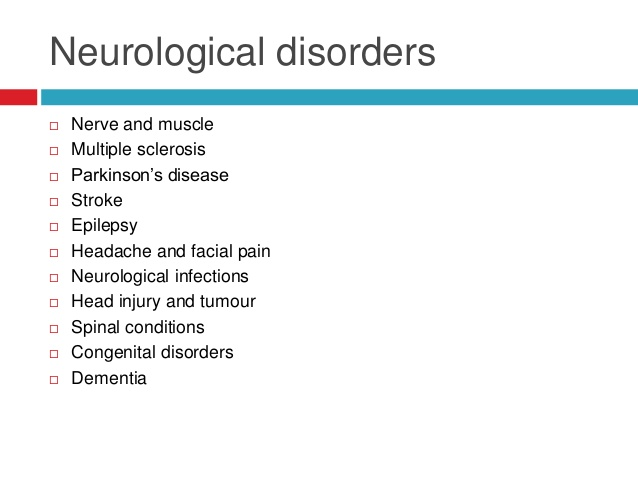 Neurological disorders
Nerve and muscle
Multiple sclerosis
Parkinson’s disease
Stroke
Epilepsy
Headache and facial pain
Neurological infections
Head injury and tumour
Spinal conditions
Congenital disorders
Dementia